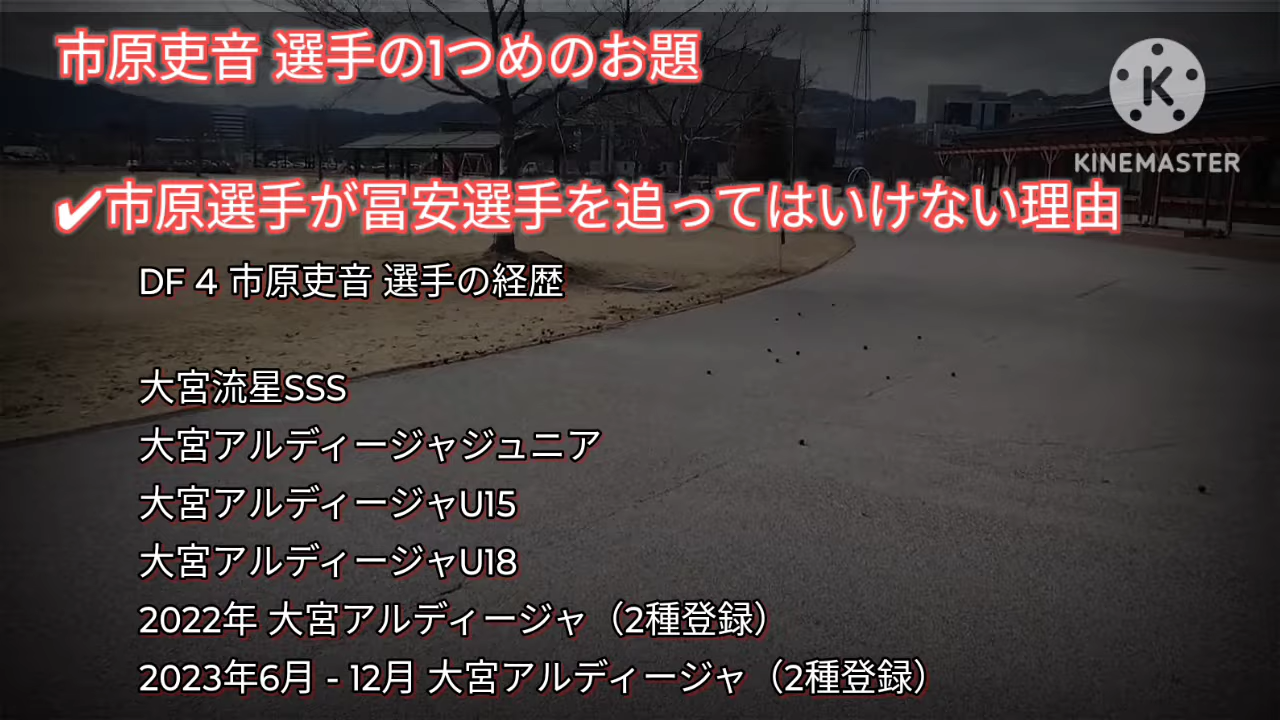 市原吏音 選手の1つめのお題
KINEMASTER
✔市原選手が冨安選手を追ってはいけない理由
DF 4 市原吏音 選手の経歴
大宮流星SSS
大宮アルディージャジュニア
大宮アルディージャU15
大宮アルディージャU18
2022年 大宮アルディージャ（2種登録）
2023年6月 - 12月 大宮アルディージャ（2種登録）